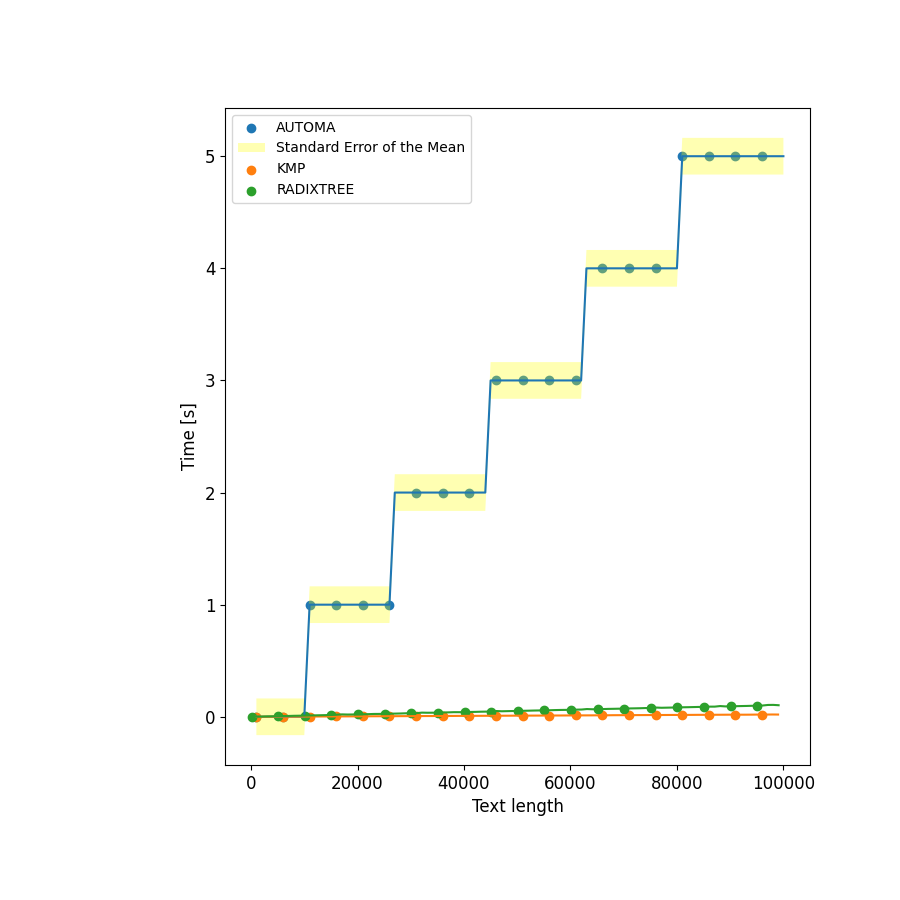 AUTOMA
Standard Error of the Mean
KMP
RADIXTREE
5
4
3
2
1
0
Time [s]
0 20000 40000 60000 80000 100000
Text length